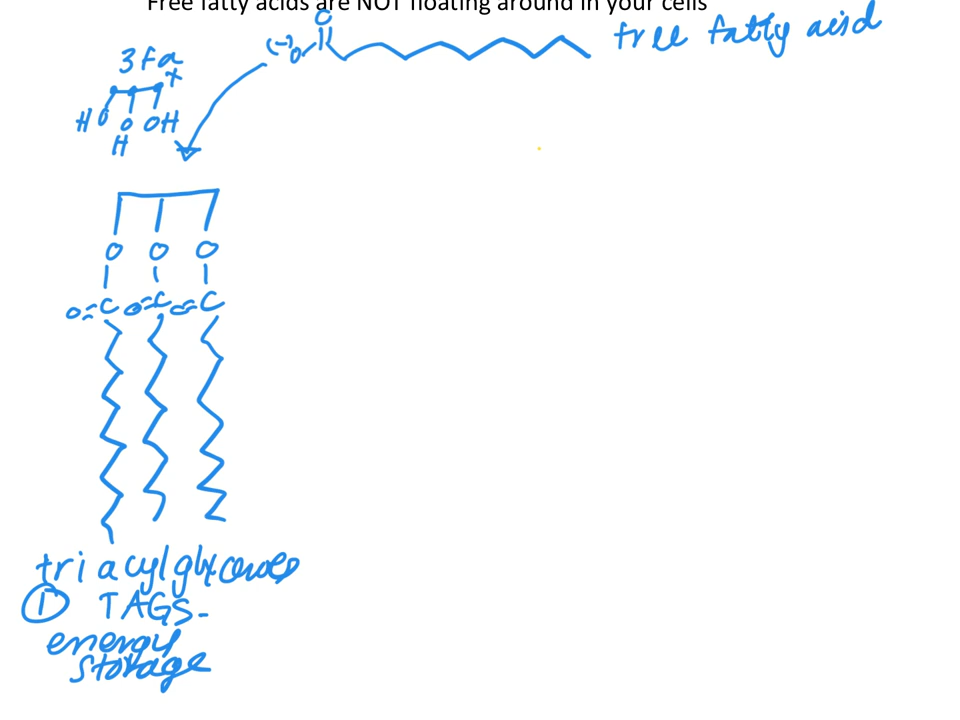 Free fatty acids are NOT floating around in your cells
O
(-)O
free fatty acid
3 Fa
+
HO O OH
H
O O O
O=C O=C O=C
triacylglycerols
① TAGS-
energy
storage